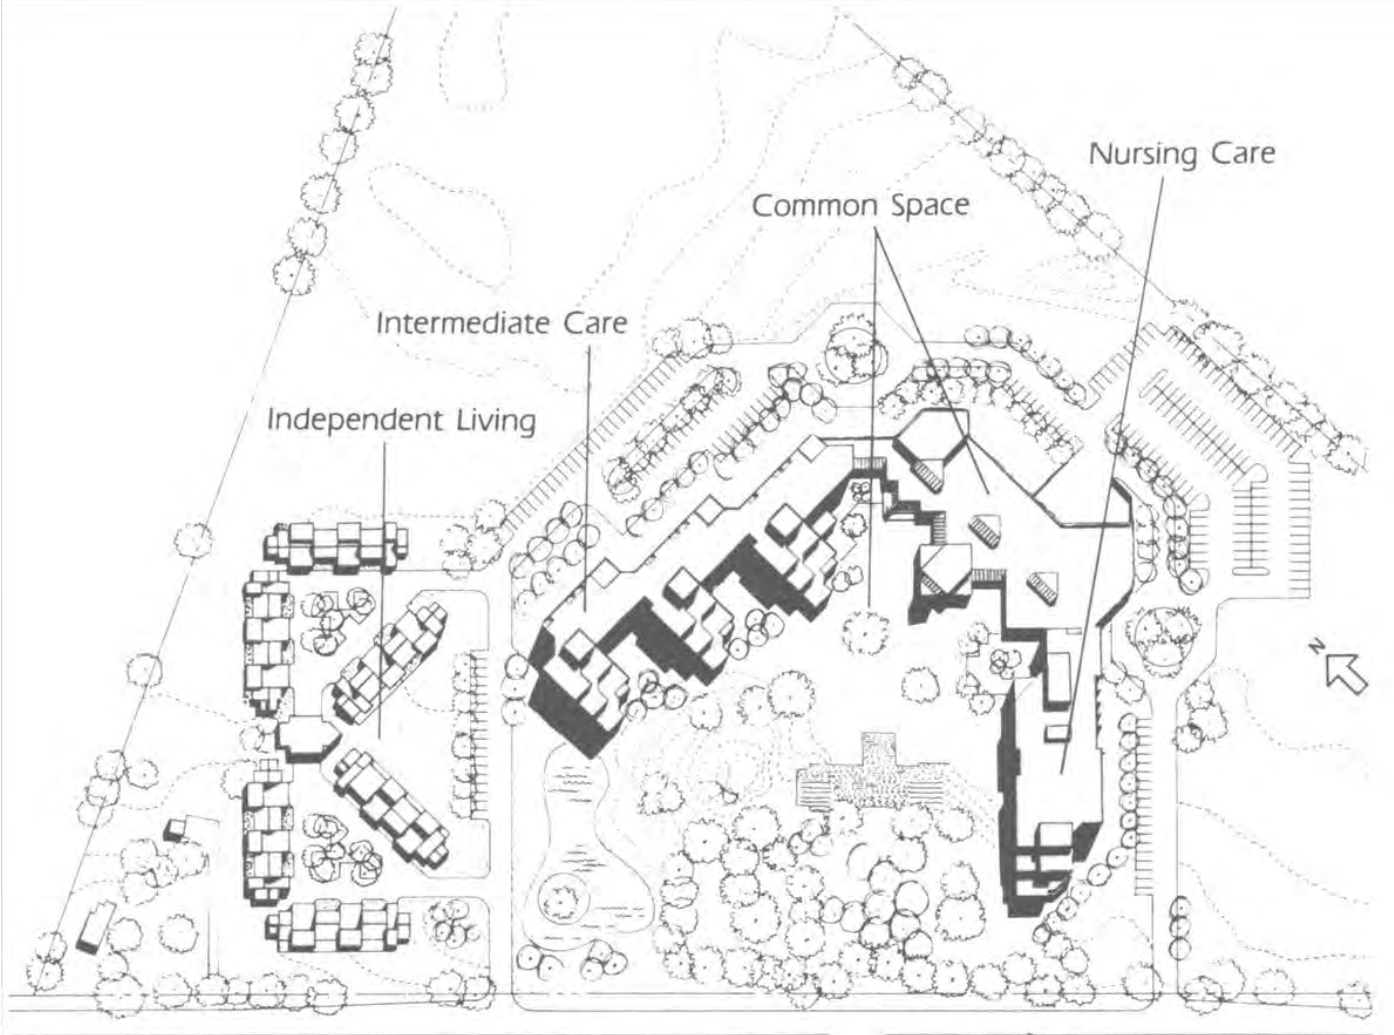 Nursing Care
Common Space
Intermediate Care
Independent Living
N